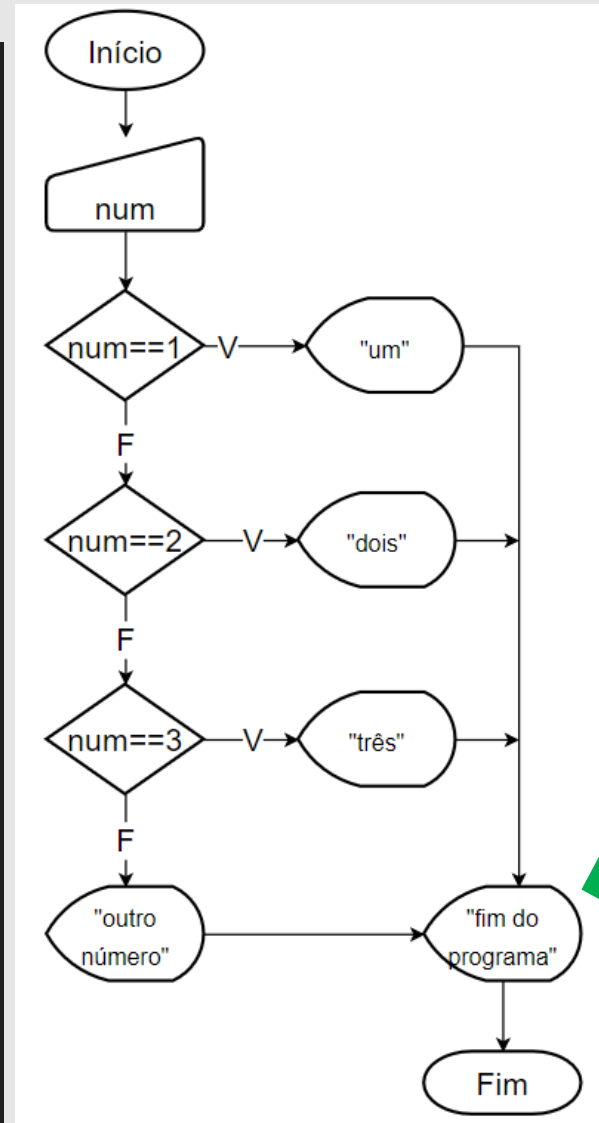 Início
num
num==1
V
"um"
F
num==2
V
"dois"
F
num==3
V
"três"
F
"outro
número"
"fim do
programa"
Fim